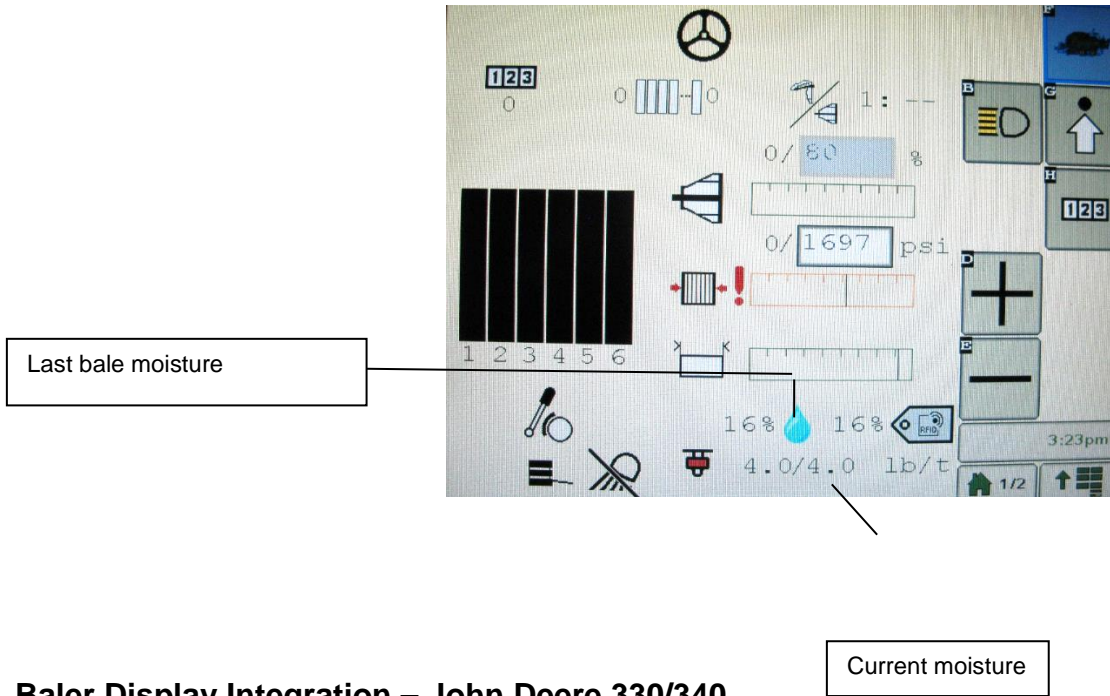 F
123
0
0 0
1: --
B
G
0/ 80 %
H
123
0/ 1697 psi
D
1 2 3 4 5 6
E
Last bale moisture
16% 16% RFID
3:23pm
4.0/4.0 lb/t
1/2
Current moisture
Baler Display Integration – John Deere 330/340